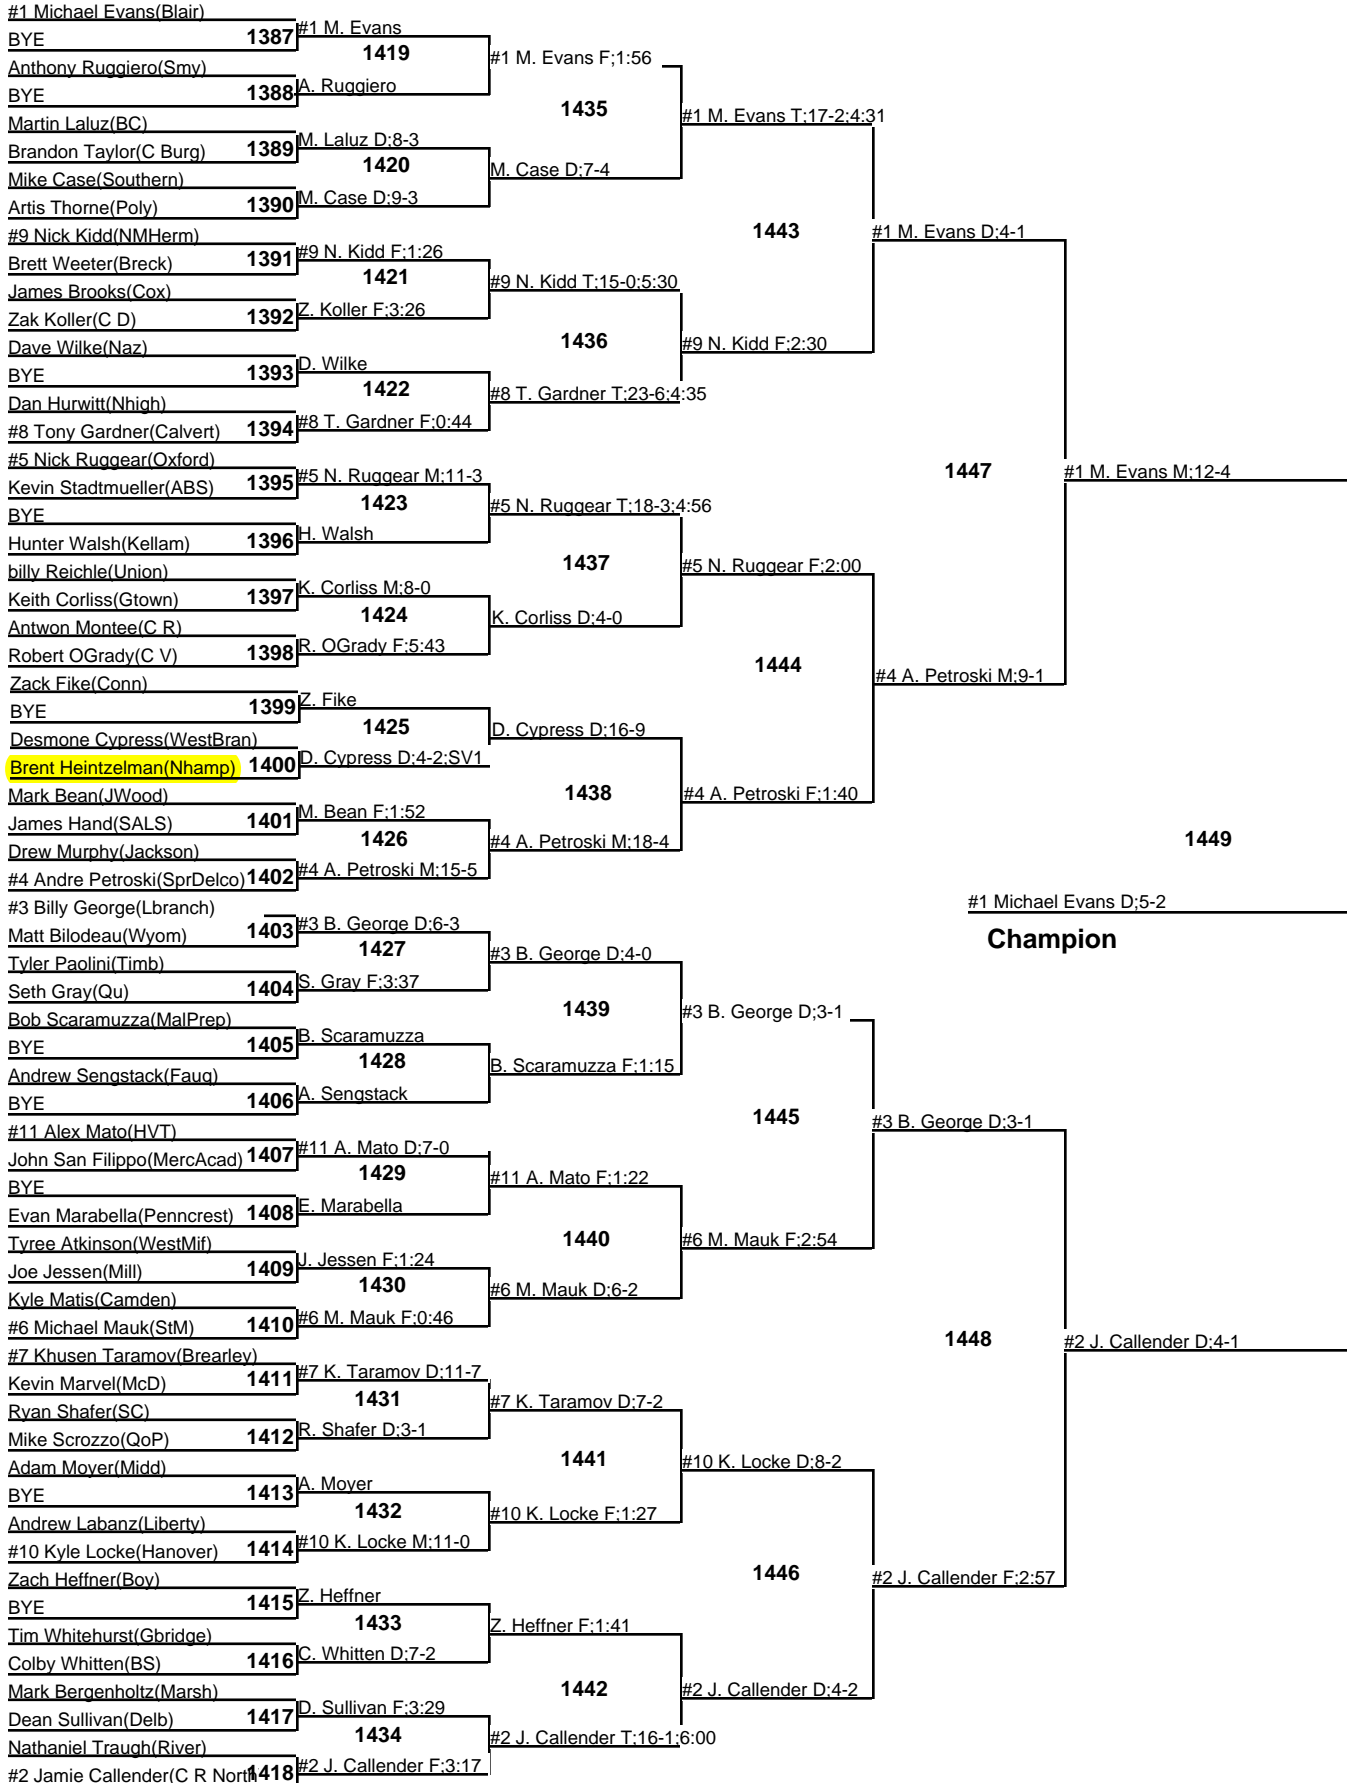 #1 Michael Evans(Blair)
BYE
1387
#1 M. Evans
1419
Anthony Ruggiero(Smy)
BYE
1388
A. Ruggiero
#1 M. Evans F;1:56
1435
Martin Laluz(BC)
Brandon Taylor(C Burg)
1389
M. Laluz D;8-3
1420
Mike Case(Southern)
Artis Thorne(Poly)
1390
M. Case D;9-3
M. Case D;7-4
#1 M. Evans T;17-2;4:31
1443
#9 Nick Kidd(NMHerm)
Brett Weeter(Breck)
1391
#9 N. Kidd F;1:26
1421
James Brooks(Cox)
Zak Koller(C D)
1392
Z. Koller F;3:26
#9 N. Kidd T;15-0;5:30
1436
Dave Wilke(Naz)
BYE
1393
D. Wilke
1422
Dan Hurwitt(Nhigh)
#8 Tony Gardner(Calvert)
1394
#8 T. Gardner F;0:44
#8 T. Gardner T;23-6;4:35
#9 N. Kidd F;2:30
#1 M. Evans D;4-1
1447
#5 Nick Ruggear(Oxford)
Kevin Stadtmueller(ABS)
1395
#5 N. Ruggear M;11-3
1423
BYE
Hunter Walsh(Kellam)
1396
H. Walsh
#5 N. Ruggear T;18-3;4:56
1437
billy Reichle(Union)
Keith Corliss(Gtown)
1397
K. Corliss M;8-0
1424
Antwon Montee(C R)
Robert OGrady(C V)
1398
R. OGrady F;5:43
K. Corliss D;4-0
#5 N. Ruggear F;2:00
1444
Zack Fike(Conn)
BYE
1399
Z. Fike
1425
Desmone Cypress(WestBran)
Brent Heintzelman(Nhamp)
1400
D. Cypress D;4-2;SV1
D. Cypress D;16-9
1438
Mark Bean(JWood)
James Hand(SALS)
1401
M. Bean F;1:52
1426
Drew Murphy(Jackson)
#4 Andre Petroski(SprDelco)
1402
#4 A. Petroski M;15-5
#4 A. Petroski M;18-4
#4 A. Petroski F;1:40
#4 A. Petroski M;9-1
#1 M. Evans M;12-4
1449
#1 Michael Evans D;5-2
Champion
#3 Billy George(Lbranch)
Matt Bilodeau(Wyom)
1403
#3 B. George D;6-3
1427
Tyler Paolini(Timb)
Seth Gray(Qu)
1404
S. Gray F;3:37
#3 B. George D;4-0
1439
Bob Scaramuzza(MalPrep)
BYE
1405
B. Scaramuzza
1428
Andrew Sengstack(Fauq)
BYE
1406
A. Sengstack
B. Scaramuzza F;1:15
#3 B. George D;3-1
1445
#11 Alex Mato(HVT)
John San Filippo(MercAcad)
1407
#11 A. Mato D;7-0
1429
BYE
Evan Marabella(Penncrest)
1408
E. Marabella
#11 A. Mato F;1:22
1440
Tyree Atkinson(WestMif)
Joe Jessen(Mill)
1409
J. Jessen F;1:24
1430
Kyle Matis(Camden)
#6 Michael Mauk(StM)
1410
#6 M. Mauk F;0:46
#6 M. Mauk D;6-2
#6 M. Mauk F;2:54
#3 B. George D;3-1
1448
#7 Khusen Taramov(Brearley)
Kevin Marvel(McD)
1411
#7 K. Taramov D;11-7
1431
Ryan Shafer(SC)
Mike Scrozzo(QoP)
1412
R. Shafer D;3-1
#7 K. Taramov D;7-2
1441
Adam Moyer(Midd)
BYE
1413
A. Moyer
1432
Andrew Labanz(Liberty)
#10 Kyle Locke(Hanover)
1414
#10 K. Locke M;11-0
#10 K. Locke F;1:27
#10 K. Locke D;8-2
1446
Zach Heffner(Boy)
BYE
1415
Z. Heffner
1433
Tim Whitehurst(Gbridge)
Colby Whitten(BS)
1416
C. Whitten D;7-2
Z. Heffner F;1:41
1442
Mark Bergenholtz(Marsh)
Dean Sullivan(Delb)
1417
D. Sullivan F;3:29
1434
Nathaniel Traugh(River)
#2 Jamie Callender(C R North
1418
#2 J. Callender F;3:17
#2 J. Callender T;16-1;6:00
#2 J. Callender D;4-2
#2 J. Callender F;2:57
#2 J. Callender D;4-1